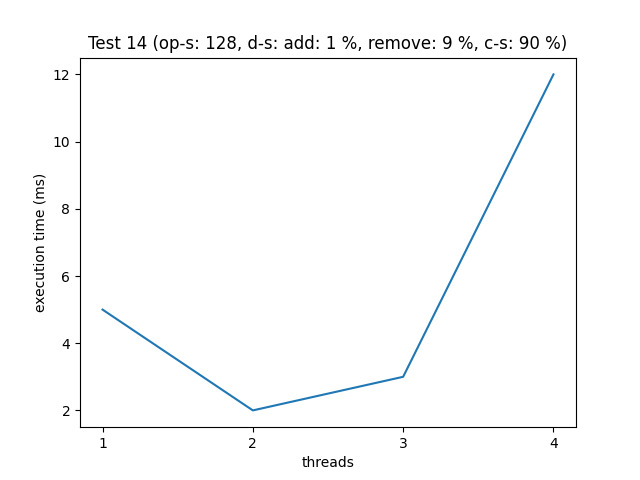 Test 14 (op-s: 128, d-s: add: 1 %, remove: 9 %, c-s: 90 %)
12
10
8
6
4
2
execution time (ms)
1 2 3 4
threads